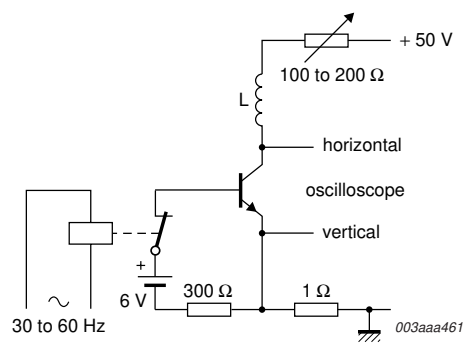 + 50 V
100 to 200 Ω
L
horizontal
oscilloscope
vertical
+
6 V
300 Ω
1 Ω
30 to 60 Hz
003aaa461